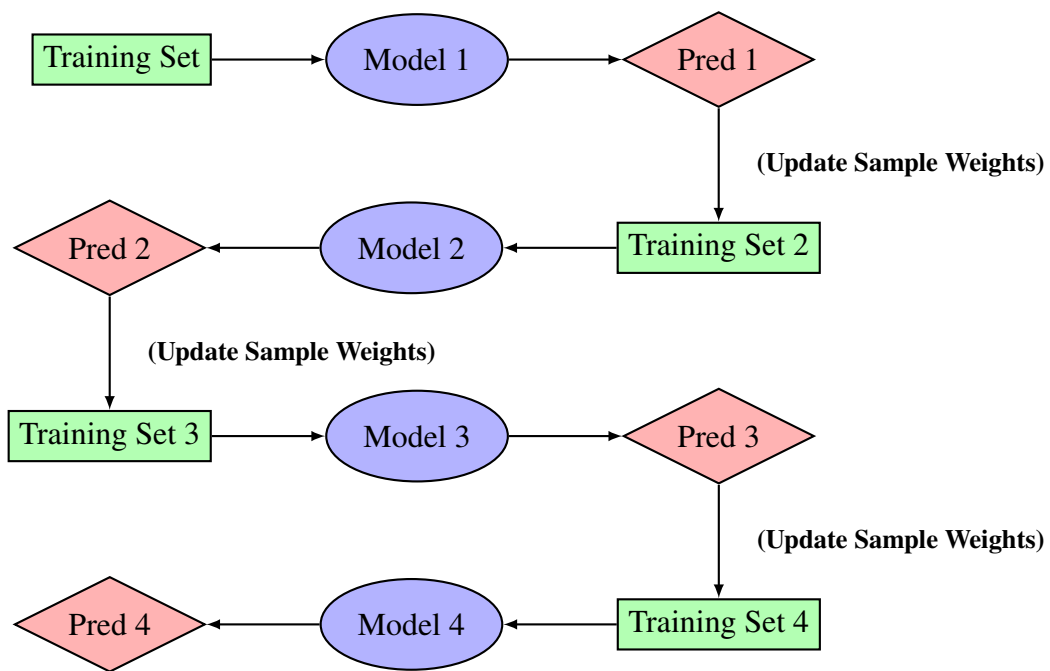 Training Set
Model 1
Pred 1
(Update Sample Weights)
Pred 2
Model 2
Training Set 2
(Update Sample Weights)
Training Set 3
Model 3
Pred 3
(Update Sample Weights)
Pred 4
Model 4
Training Set 4